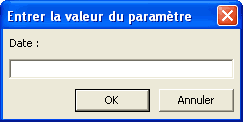 Entrer la valeur du paramètre
Date :
OK Annuler